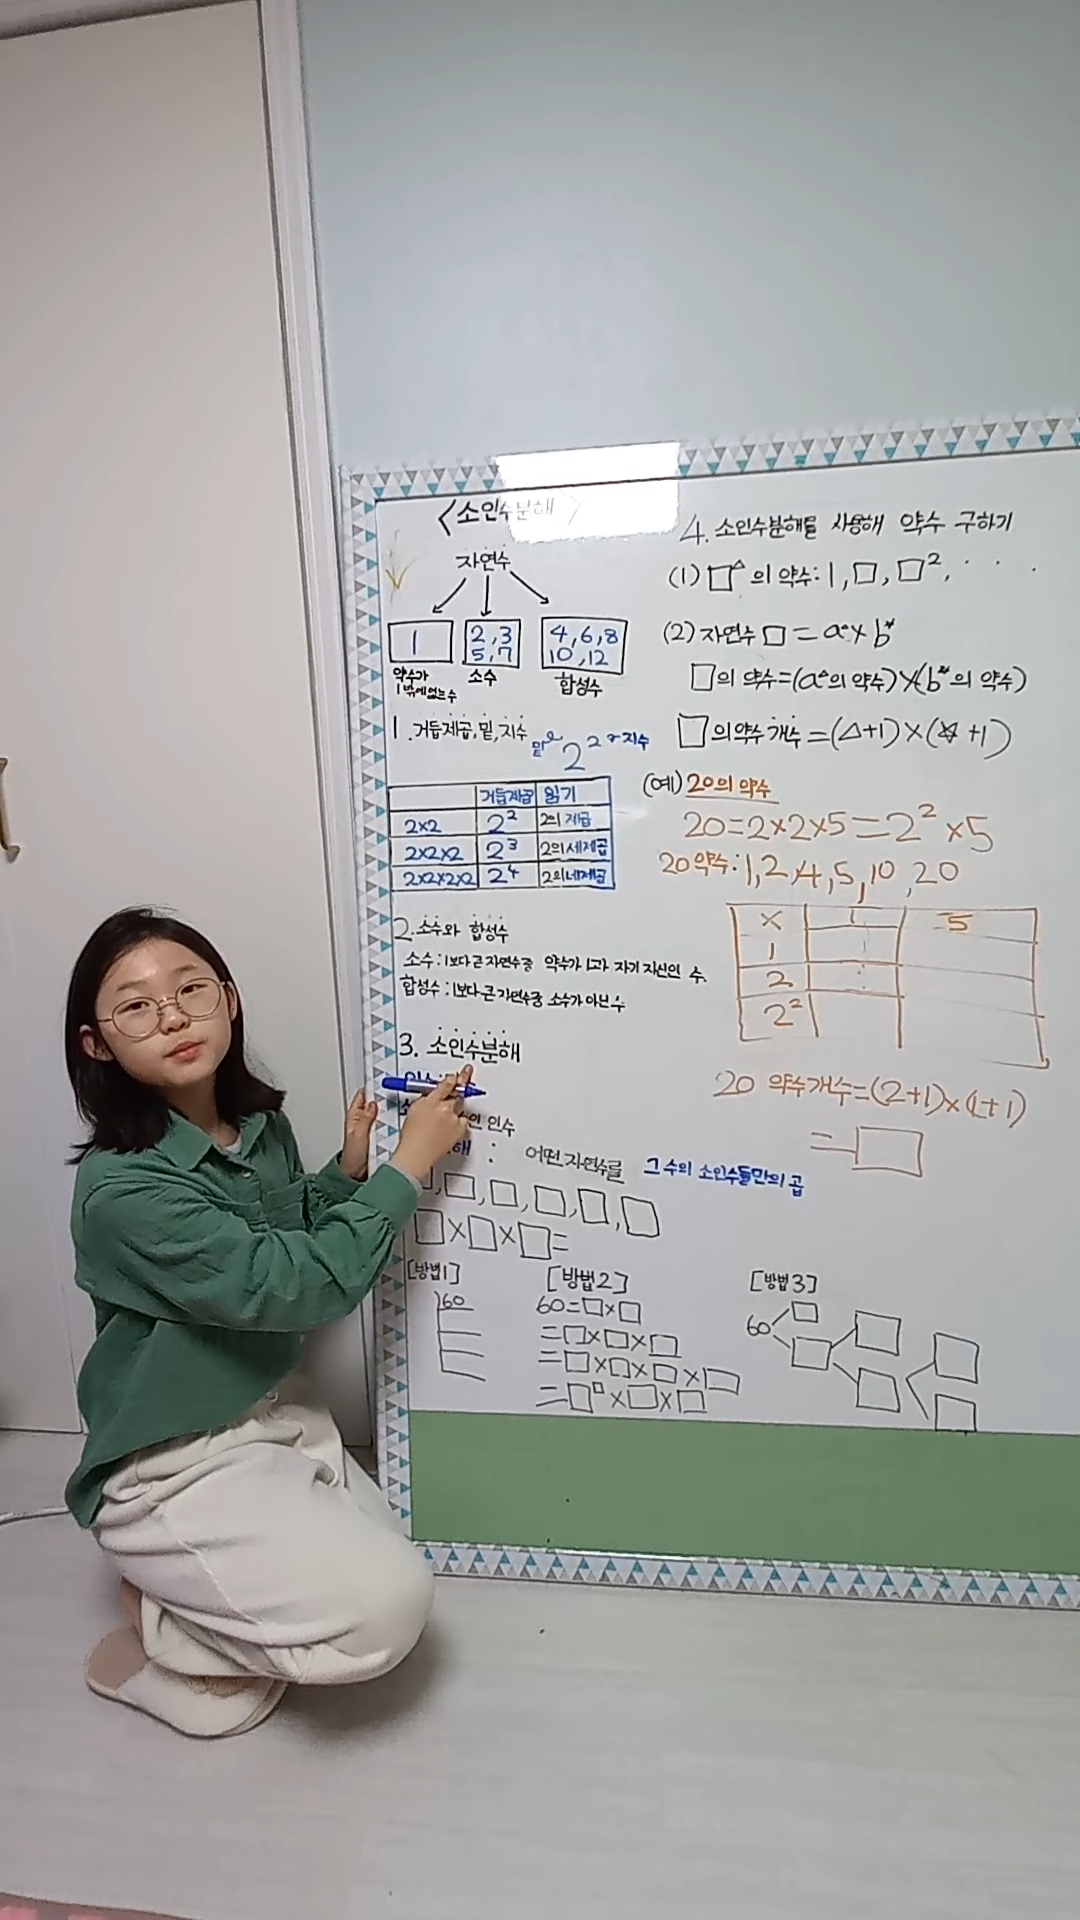 <소인수분해>
자연수
1
2,3
5,7
4,6,8
10,12
약수가
1밖에없는수
소수
합성수
1.거듭제곱,밑,지수
밑
2²
지수
거듭제곱 읽기
2×2 2² 2의 제곱
2×2×2 2³ 2의세제곱
2×2×2×2 2⁴ 2의네제곱
2.소수와 합성수
소수:1보다큰자연수중 약수가 1과 자기 자신인 수.
합성수:1보다큰자연수중 소수가아닌수
3. 소인수분해
인 인수
해 : 어떤 자연수를 그 수의 소인수들만의 곱
□,□,□,□,□,□
□×□×□=
[방법1]
)60
[방법2]
60=□×□
=□×□×□
=□×□×□×□
=□^□×□×□
[방법3]
60
4.소인수분해를 사용해 약수 구하기
(1)□^△의 약수:1,□,□²,····
(2)자연수□=a^△×b^☆
□의 약수=(a^△의 약수)×(b^☆의 약수)
□의약수개수=(△+1)×(☆+1)
(예)20의 약수
20=2×2×5=2²×5
20약수:1,2,4,5,10,20
× 1 5
1
2
2²
20 약수개수=(2+1)×(1+1)
=□